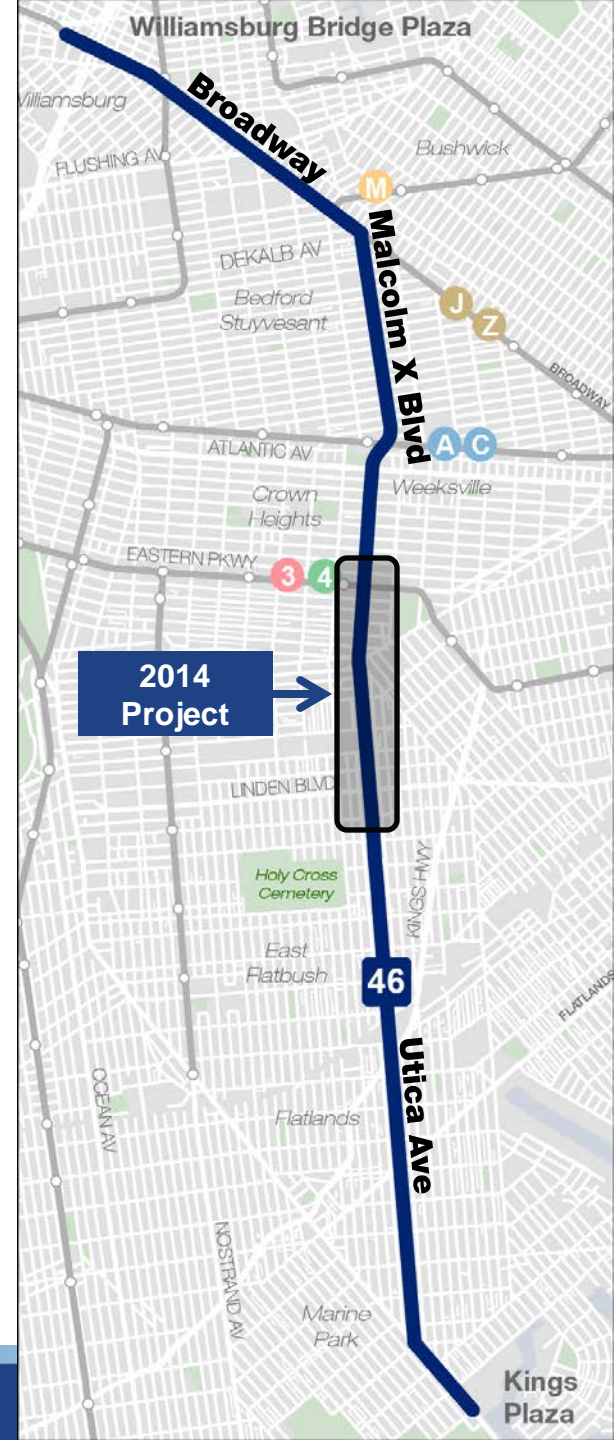 Williamsburg Bridge Plaza
Williamsburg
Broadway
Bushwick
FLUSHING AV
M
Malcolm X Blvd
DEKALB AV
Bedford
Stuyvesant
J
Z
BROADWAY
ATLANTIC AV
A C
Weeksville
Crown
Heights
EASTERN PKWY
3 4
2014
Project
LINDEN BLVD
KINGS HWY
Holy Cross
Cemetery
East
Flatbush
46
FLATLANDS
Utica Ave
OCEAN AV
Flatlands
NOSTRAND AV
Marine
Park
Kings
Plaza